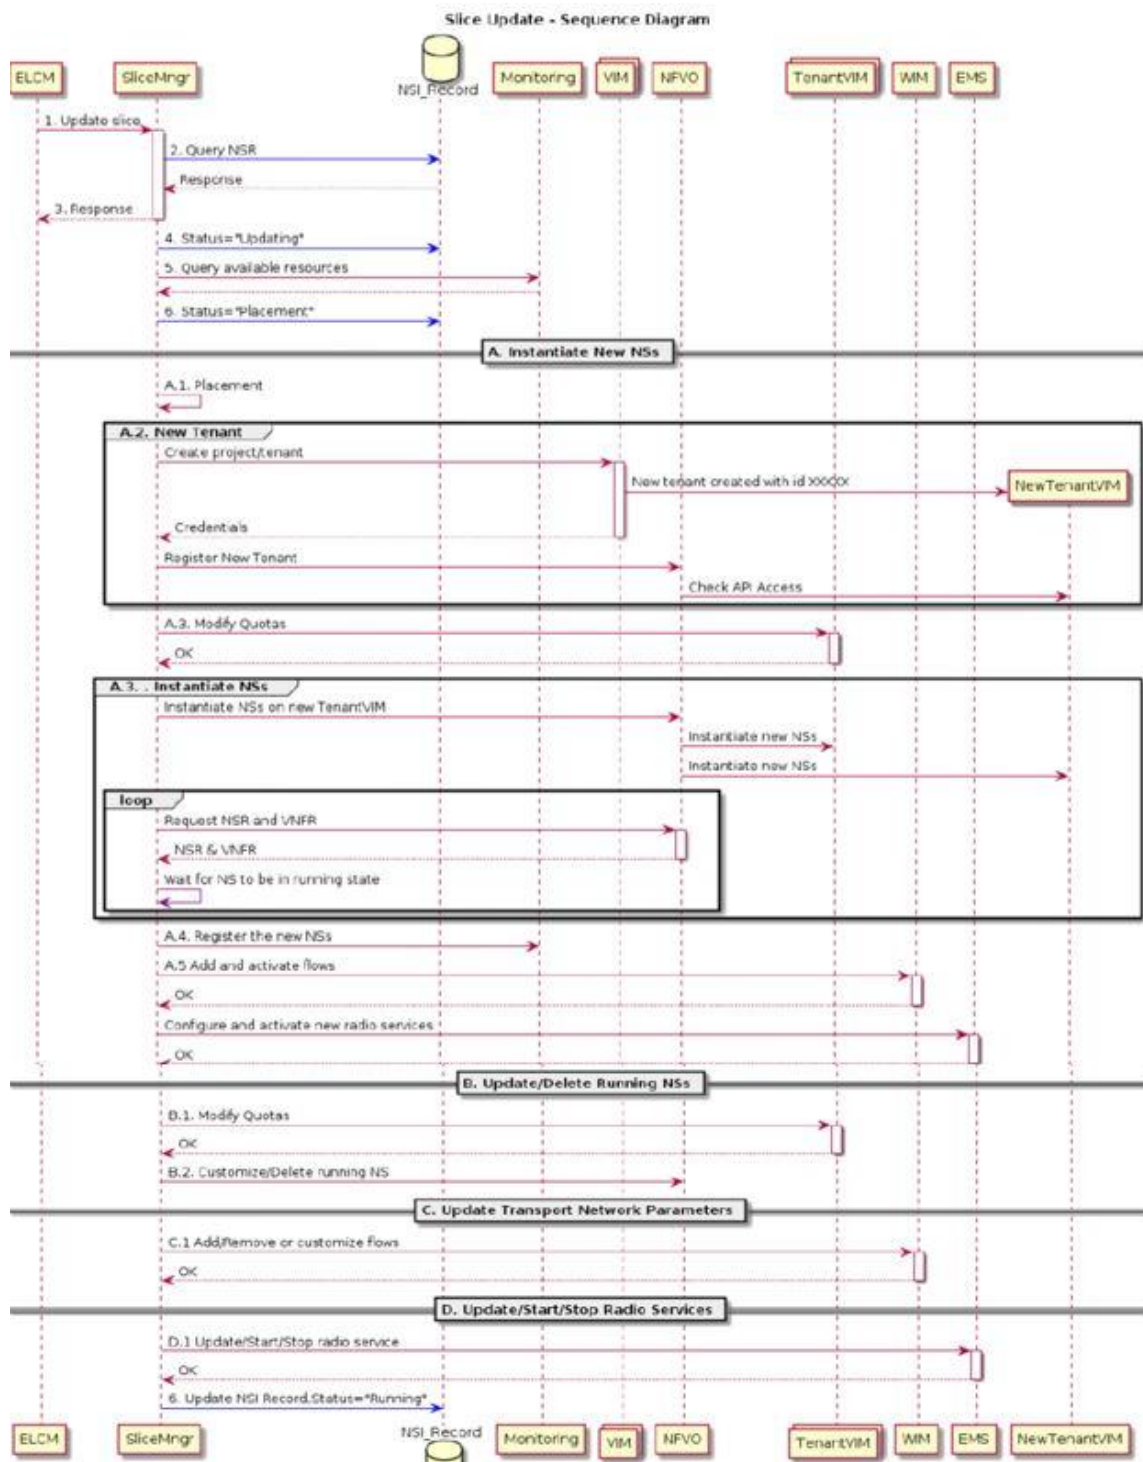 Slice Update - Sequence Diagram
ELCM
SliceMngr
NSI_Record
Monitoring
VIM
NFVO
TenantVIM
WIM
EMS
1. Update slice
2. Query NSR
Response
3. Response
4. Status="Updating"
5. Query available resources
6. Status="Placement"
A. Instantiate New NSs
A.1. Placement
A.2. New Tenant
Create project/tenant
New tenant created with id XXXXX
NewTenantVIM
Credentials
Register New Tenant
Check API Access
A.3. Modify Quotas
OK
A.3. . Instantiate NSs
Instantiate NSs on new TenantVIM
Instantiate new NSs
Instantiate new NSs
loop
Request NSR and VNFR
NSR & VNFR
Wait for NS to be in running state
A.4. Register the new NSs
A.5 Add and activate flows
OK
Configure and activate new radio services
OK
B. Update/Delete Running NSs
B.1. Modify Quotas
OK
B.2. Customize/Delete running NS
C. Update Transport Network Parameters
C.1 Add/Remove or customize flows
OK
D. Update/Start/Stop Radio Services
D.1 Update/Start/Stop radio service
OK
6. Update NSI Record.Status="Running"
ELCM
SliceMngr
NSI_Record
Monitoring
VIM
NFVO
TenantVIM
WIM
EMS
NewTenantVIM